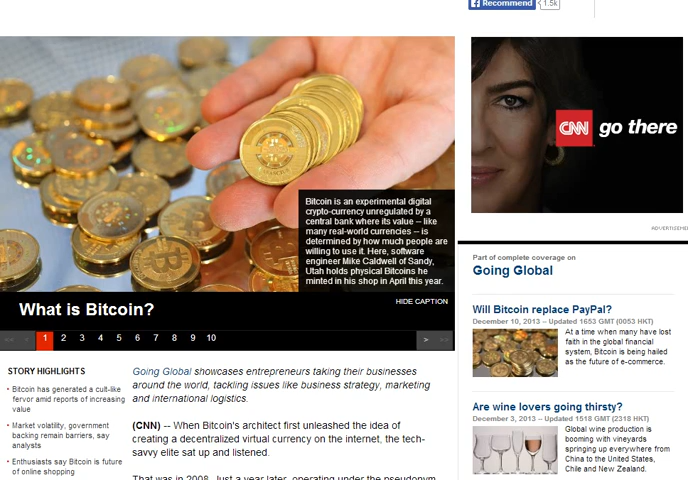 Recommend 1.5k
CNN go there
Bitcoin is an experimental digital
crypto-currency unregulated by a
central bank where its value -- like
many real-world currencies -- is
determined by how much people are
willing to use it. Here, software
engineer Mike Caldwell of Sandy,
Utah holds physical Bitcoins he
minted in his shop in April this year.
HIDE CAPTION
What is Bitcoin?
<< < 1 2 3 4 5 6 7 8 9 10 > >>
STORY HIGHLIGHTS
• Bitcoin has generated a cult-like
fervor amid reports of increasing
value
• Market volatility, government
backing remain barriers, say
analysts
• Enthusiasts say Bitcoin is future
of online shopping
Going Global showcases entrepreneurs taking their businesses
around the world, tackling issues like business strategy, marketing
and international logistics.
(CNN) -- When Bitcoin's architect first unleashed the idea of
creating a decentralized virtual currency on the internet, the tech-
savvy elite sat up and listened.
That was in 2008. Just a year later, operating under the pseudonym
Part of complete coverage on
Going Global
Will Bitcoin replace PayPal?
December 10, 2013 -- Updated 1653 GMT (0053 HKT)
At a time when many have lost
faith in the global financial
system, Bitcoin is being hailed
as the future of e-commerce.
Are wine lovers going thirsty?
December 3, 2013 -- Updated 1518 GMT (2318 HKT)
Global wine production is
booming with vineyards
springing up everywhere from
China to the United States,
Chile and New Zealand.